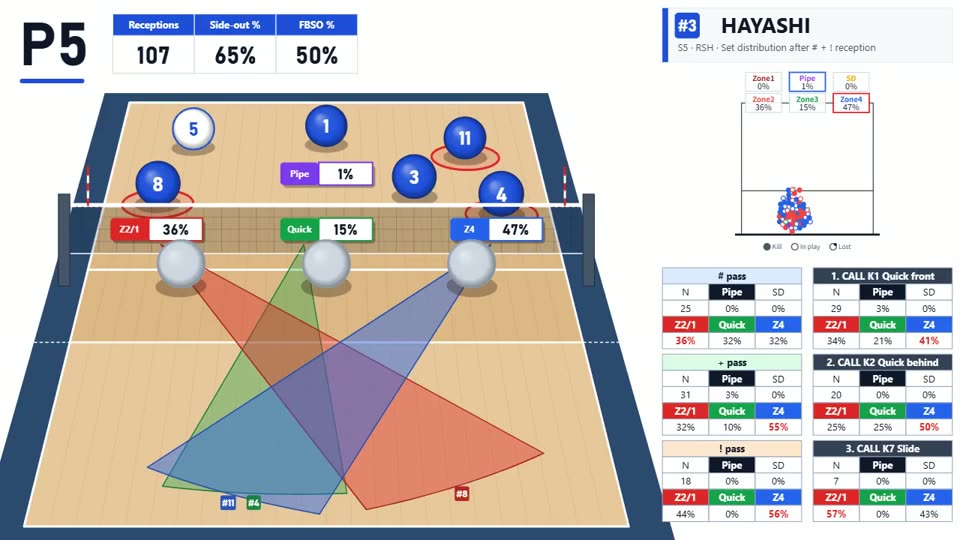 P5
Receptions Side-out % FBSO %
107 65% 50%
#3 HAYASHI
S5 · RSH · Set distribution after # + ! reception
Zone1 Pipe SD
0% 1% 0%
Zone2 Zone3 Zone4
36% 15% 47%
Kill In play Lost
5
1
11
8
3
4
Pipe 1%
Z2/1 36%
Quick 15%
Z4 47%
#11 #4 #8
# pass
N Pipe SD
25 0% 0%
Z2/1 Quick Z4
36% 32% 32%
+ pass
N Pipe SD
31 3% 0%
Z2/1 Quick Z4
32% 10% 55%
! pass
N Pipe SD
18 0% 0%
Z2/1 Quick Z4
44% 0% 56%
1. CALL K1 Quick front
N Pipe SD
29 3% 0%
Z2/1 Quick Z4
34% 21% 41%
2. CALL K2 Quick behind
N Pipe SD
20 0% 0%
Z2/1 Quick Z4
25% 25% 50%
3. CALL K7 Slide
N Pipe SD
7 0% 0%
Z2/1 Quick Z4
57% 0% 43%